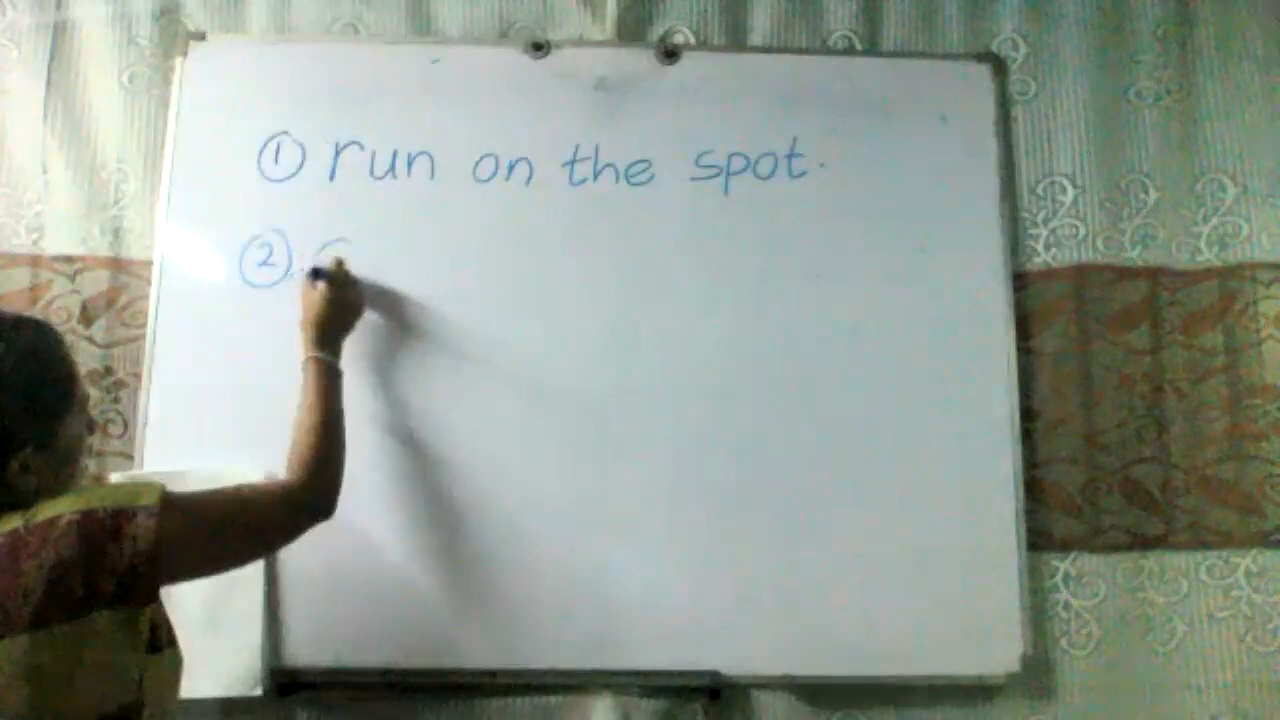 ① run on the spot.
②